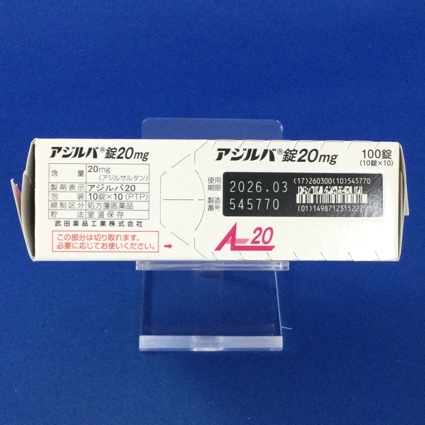 アジルバ®錠20mg
含量 20mg
(アジルサルタン)
製剤表示 アジルバ20
包装 10錠×10(PTP)
規制区分 処方箋医薬品
貯法 室温保存
武田薬品工業株式会社
この部分は切り取れます。
必要に応じてお使いください。
アジルバ®錠20mg 100錠
(10錠×10)
使用期限 2026.03
製造番号 545770
(17)260300(10)545770
(01)14987123152272
A 20